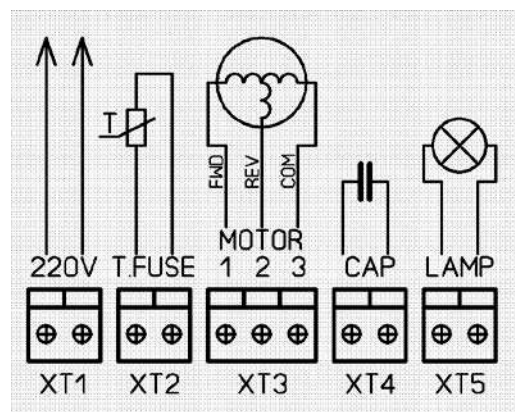 T
FWD REV COM
MOTOR
220V T.FUSE 1 2 3 CAP LAMP
XT1 XT2 XT3 XT4 XT5